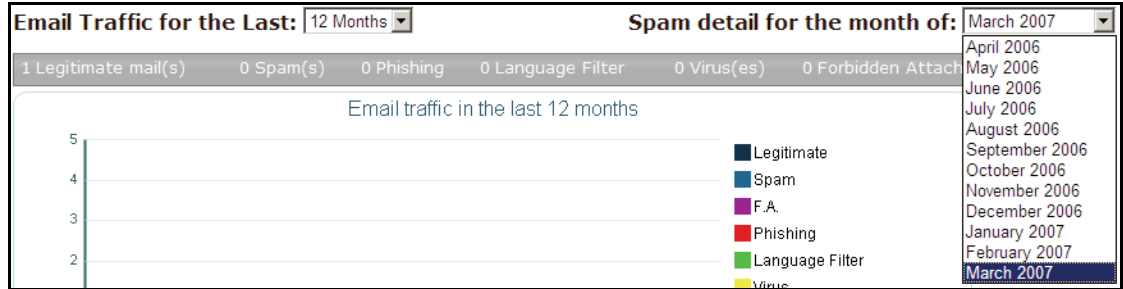 Email Traffic for the Last: 12 Months
Spam detail for the month of: March 2007
April 2006
May 2006
June 2006
July 2006
August 2006
September 2006
October 2006
November 2006
December 2006
January 2007
February 2007
March 2007
1 Legitimate mail(s) 0 Spam(s) 0 Phishing 0 Language Filter 0 Virus(es) 0 Forbidden Attach
Email traffic in the last 12 months
5
4
3
2
Legitimate
Spam
F.A.
Phishing
Language Filter
Virus